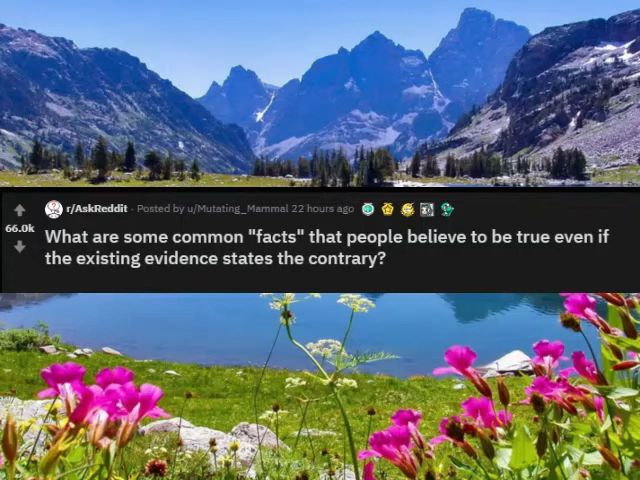 r/AskReddit · Posted by u/Mutating_Mammal 22 hours ago
66.0k
What are some common "facts" that people believe to be true even if
the existing evidence states the contrary?